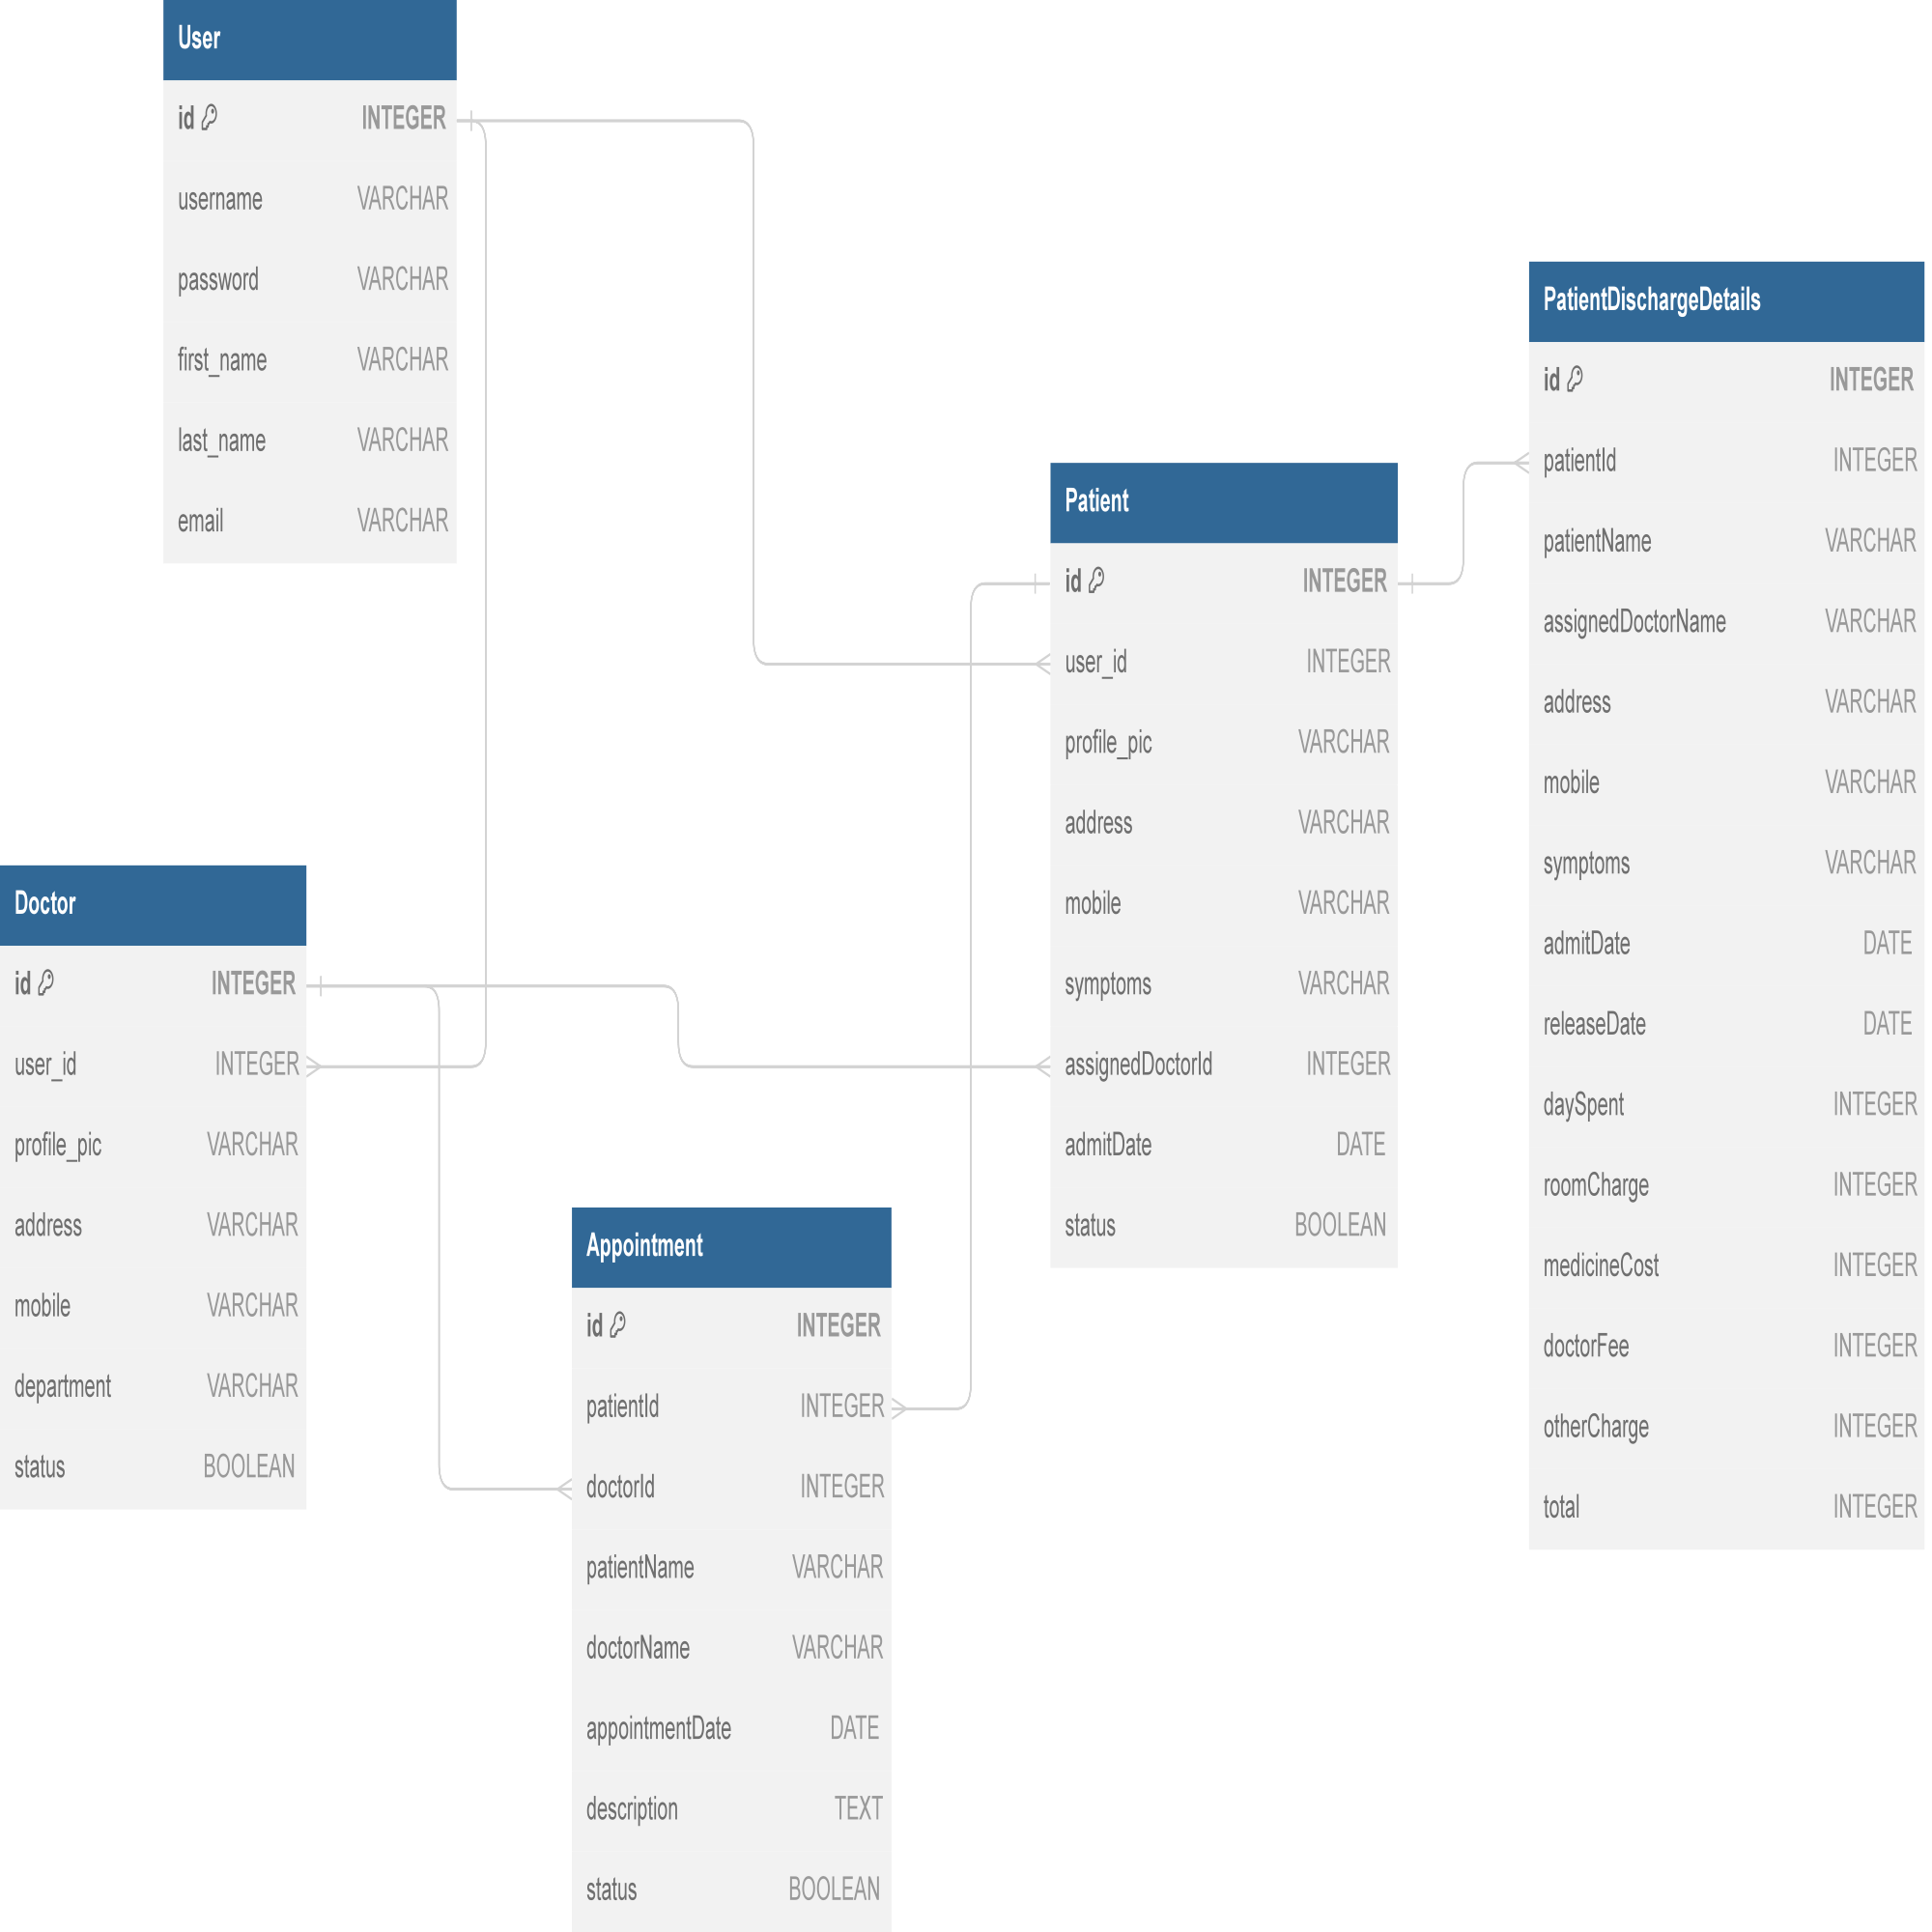 User
id INTEGER
username VARCHAR
password VARCHAR
first_name VARCHAR
last_name VARCHAR
email VARCHAR
PatientDischargeDetails
id INTEGER
patientId INTEGER
patientName VARCHAR
assignedDoctorName VARCHAR
address VARCHAR
mobile VARCHAR
symptoms VARCHAR
admitDate DATE
releaseDate DATE
daySpent INTEGER
roomCharge INTEGER
medicineCost INTEGER
doctorFee INTEGER
otherCharge INTEGER
total INTEGER
Patient
id INTEGER
user_id INTEGER
profile_pic VARCHAR
address VARCHAR
mobile VARCHAR
symptoms VARCHAR
assignedDoctorId INTEGER
admitDate DATE
status BOOLEAN
Doctor
id INTEGER
user_id INTEGER
profile_pic VARCHAR
address VARCHAR
mobile VARCHAR
department VARCHAR
status BOOLEAN
Appointment
id INTEGER
patientId INTEGER
doctorId INTEGER
patientName VARCHAR
doctorName VARCHAR
appointmentDate DATE
description TEXT
status BOOLEAN